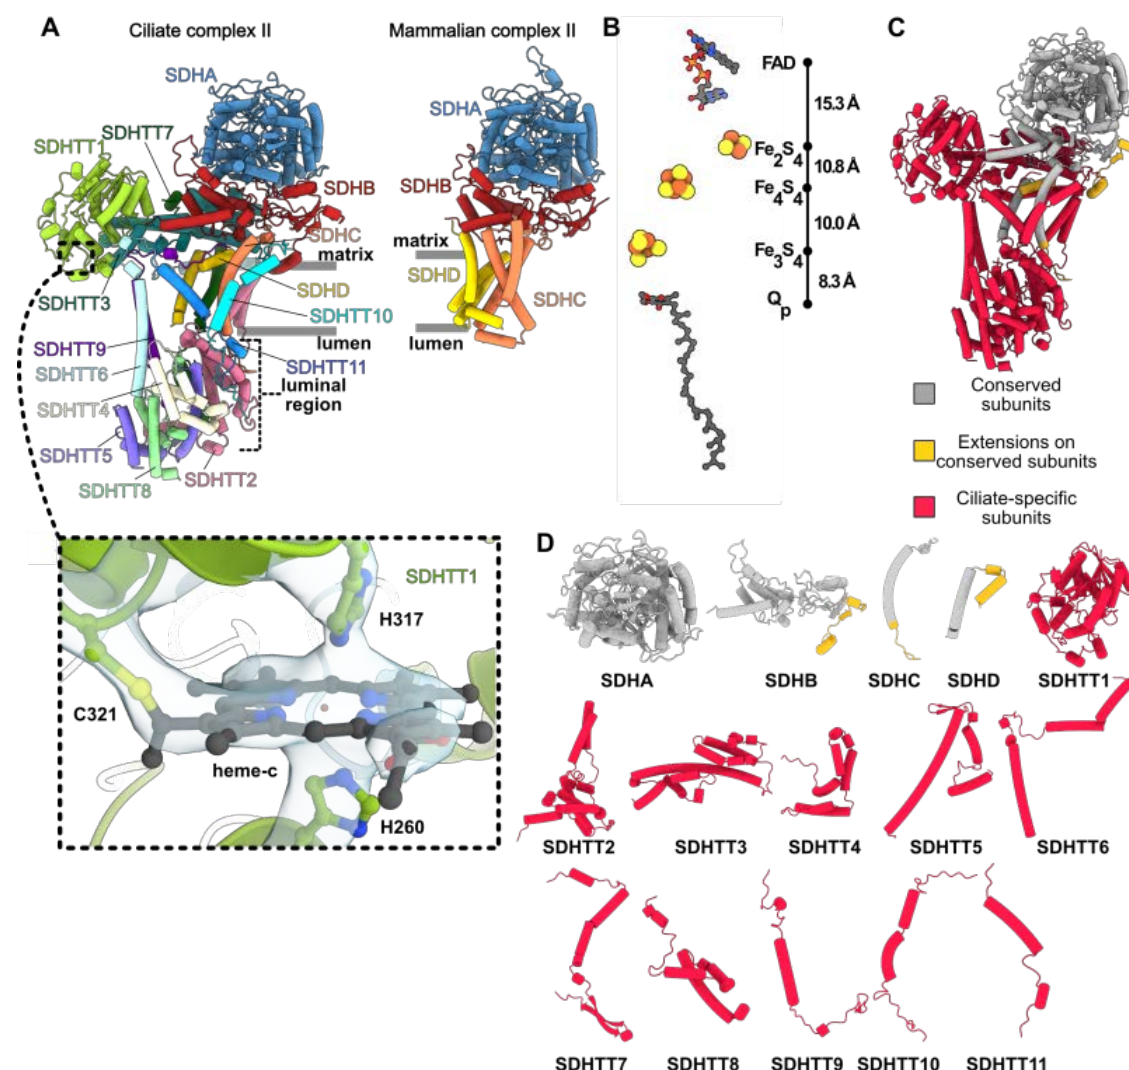 A
Ciliate complex II
Mammalian complex II
SDHA
SDHTT7
SDHTT1
SDHB
SDHC
matrix
SDHD
SDHTT3
SDHTT10
lumen
SDHTT9
SDHTT11
SDHTT6
luminal
region
SDHTT4
SDHTT5
SDHTT2
SDHTT8
SDHA
SDHB
matrix
SDHD
SDHC
lumen
B
FAD
15.3 Å
Fe2S4
10.8 Å
Fe4S4
10.0 Å
Fe3S4
8.3 Å
Qp
C
Conserved
subunits
Extensions on
conserved subunits
Ciliate-specific
subunits
SDHTT1
H317
C321
heme-c
H260
D
SDHA
SDHB
SDHC
SDHD
SDHTT1
SDHTT2
SDHTT3
SDHTT4
SDHTT5
SDHTT6
SDHTT7
SDHTT8
SDHTT9
SDHTT10
SDHTT11